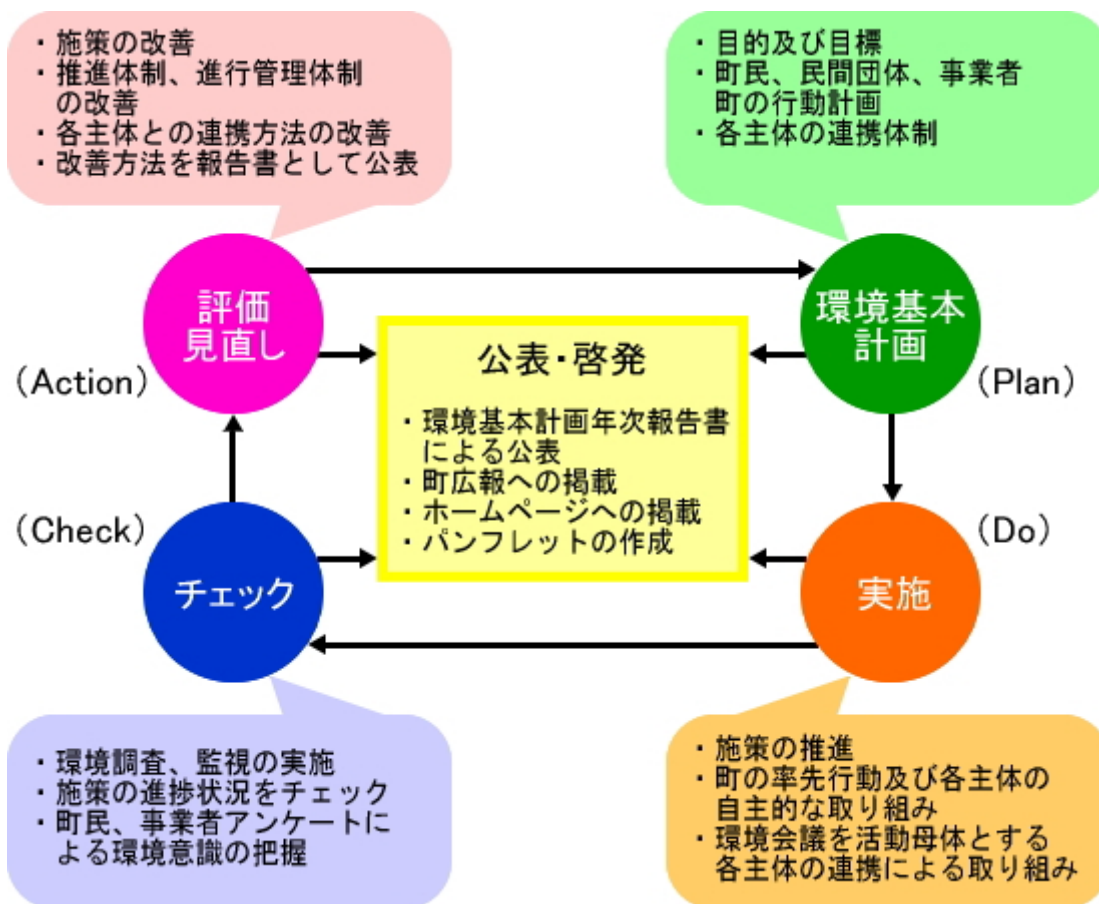 ・施策の改善
・推進体制、進行管理体制
の改善
・各主体との連携方法の改善
・改善方法を報告書として公表
・目的及び目標
・町民、民間団体、事業者
町の行動計画
・各主体の連携体制
評価
見直し
(Action)
環境基本
計画
(Plan)
公表・啓発
・環境基本計画年次報告書
による公表
・町広報への掲載
・ホームページへの掲載
・パンフレットの作成
(Check)
チェック
(Do)
実施
・環境調査、監視の実施
・施策の進捗状況をチェック
・町民、事業者アンケートに
よる環境意識の把握
・施策の推進
・町の率先行動及び各主体の
自主的な取り組み
・環境会議を活動母体とする
各主体の連携による取り組み